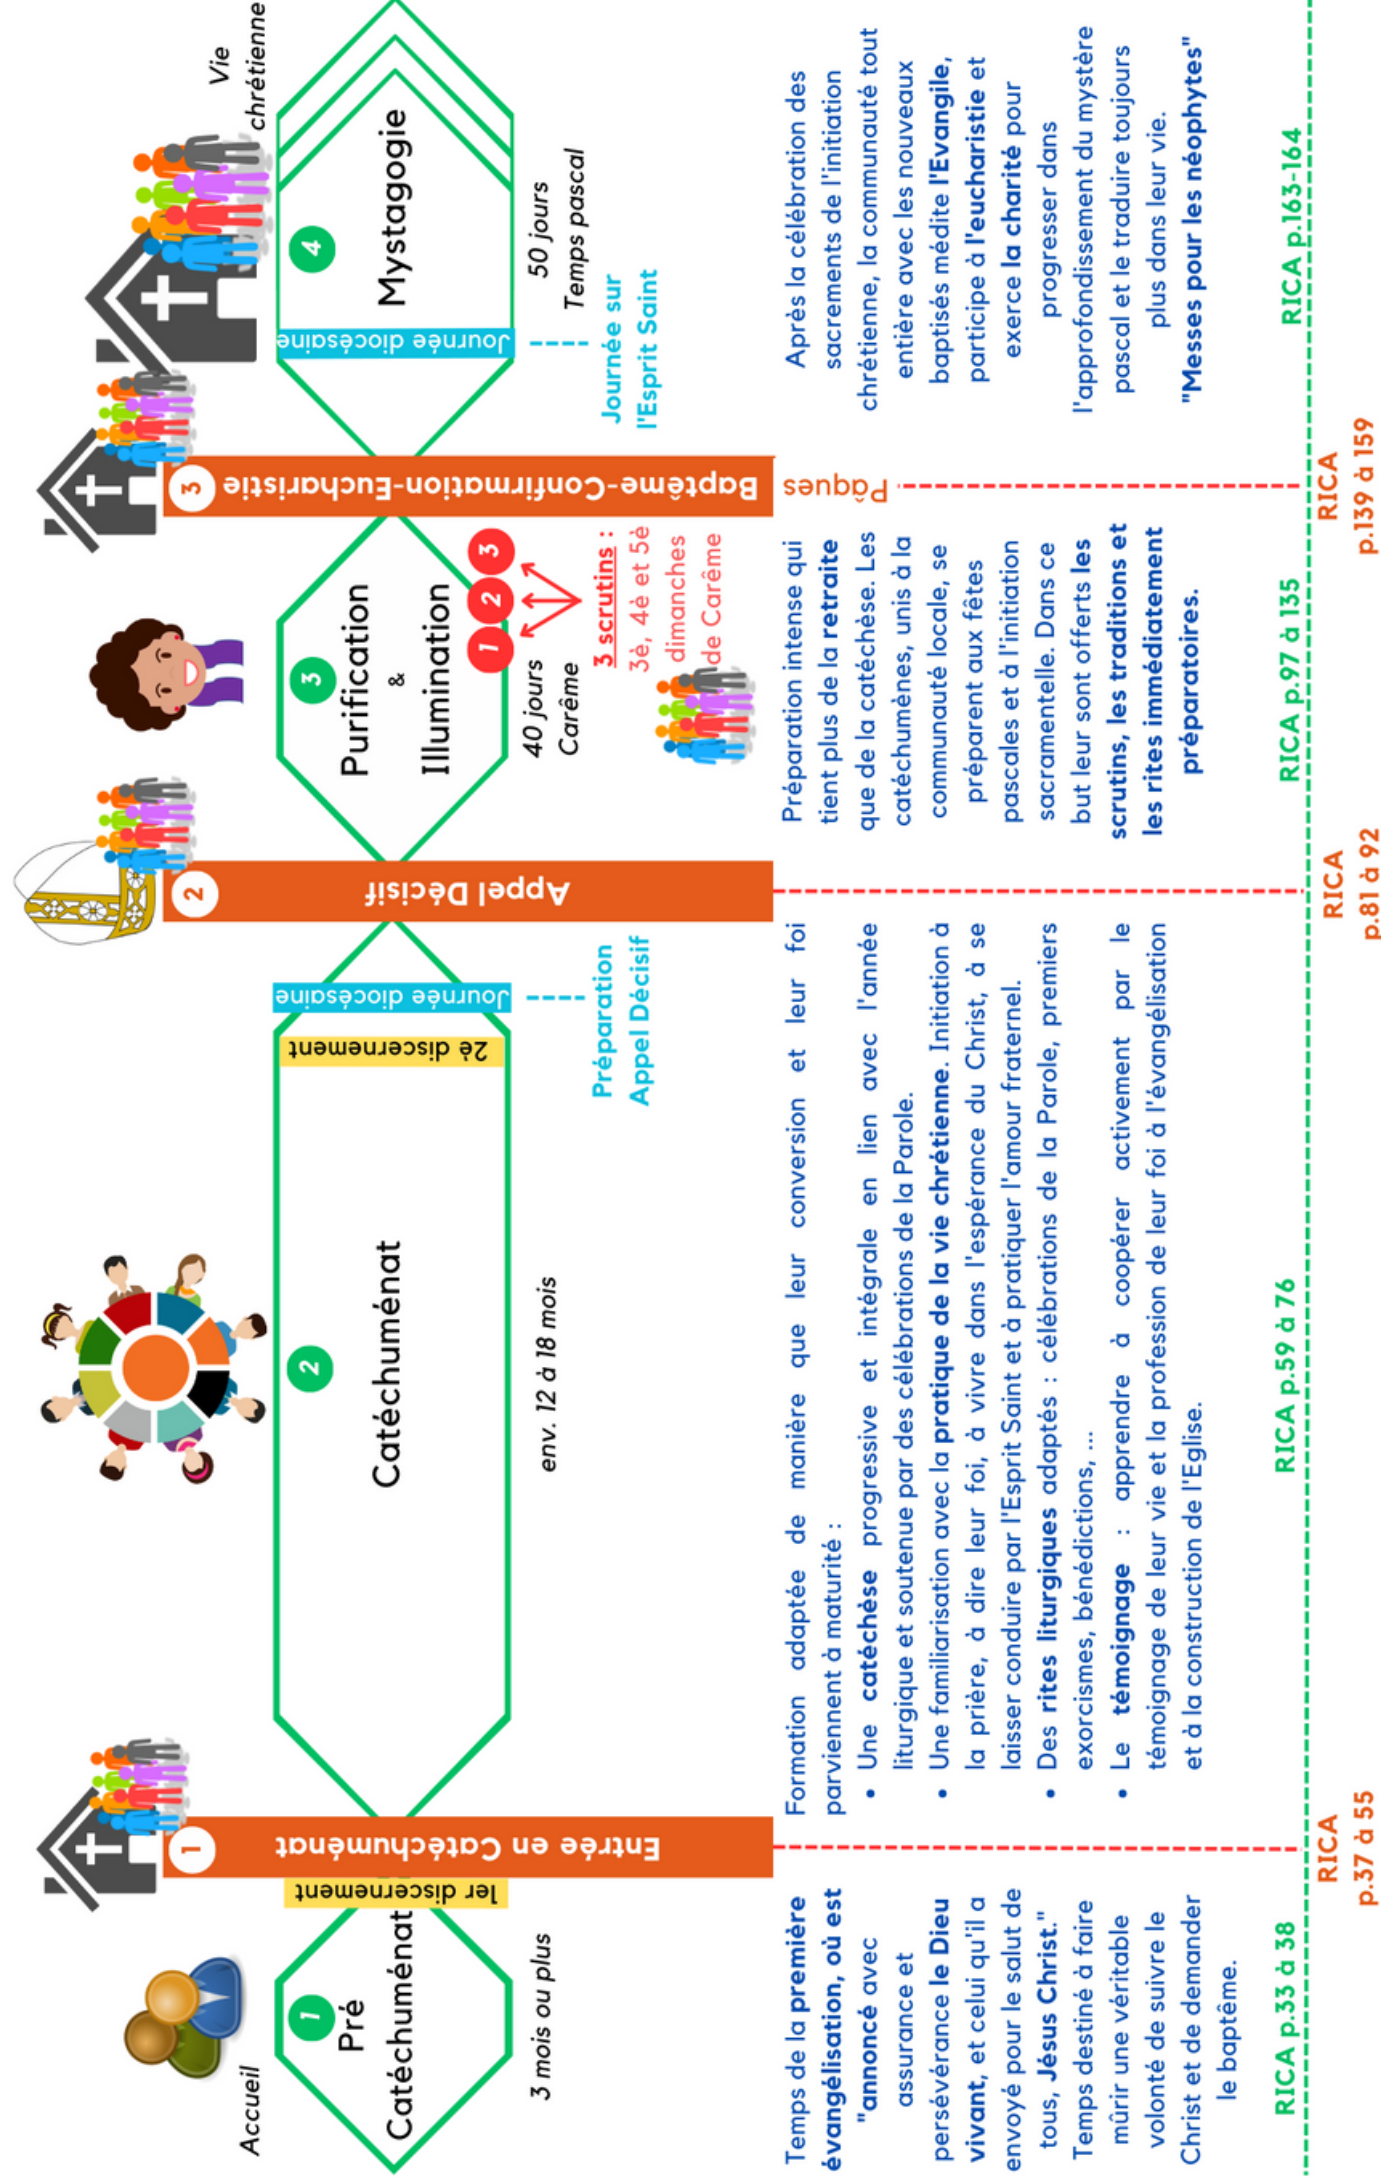 Accueil
1
Pré
Catéchuménat
3 mois ou plus
1er discernement
Temps de la première
évangélisation, où est
"annoncé avec
assurance et
persévérance le Dieu
vivant, et celui qu'il a
envoyé pour le salut de
tous, Jésus Christ."
Temps destiné à faire
mûrir une véritable
volonté de suivre le
Christ et de demander
le baptême.
RICA p.33 à 38
1
Entrée en Catéchuménat
RICA
p.37 à 55
2
Catéchuménat
env. 12 à 18 mois
2è discernement
Journée diocésaine
Préparation
Appel Décisif
Formation adaptée de manière que leur conversion et leur foi
parviennent à maturité :
• Une catéchèse progressive et intégrale en lien avec l'année
liturgique et soutenue par des célébrations de la Parole.
• Une familiarisation avec la pratique de la vie chrétienne. Initiation à
la prière, à dire leur foi, à vivre dans l'espérance du Christ, à se
laisser conduire par l'Esprit Saint et à pratiquer l'amour fraternel.
• Des rites liturgiques adaptés : célébrations de la Parole, premiers
exorcismes, bénédictions, ...
• Le témoignage : apprendre à coopérer activement par le
témoignage de leur vie et la profession de leur foi à l'évangélisation
et à la construction de l'Eglise.
RICA p.59 à 76
2
Appel Décisif
RICA
p.81 à 92
3
Purification
&
Illumination
40 jours
Carême
1 2 3
3 scrutins :
3è, 4è et 5è
dimanches
de Carême
Préparation intense qui
tient plus de la retraite
que de la catéchèse. Les
catéchumènes, unis à la
communauté locale, se
préparent aux fêtes
pascales et à l'initiation
sacramentelle. Dans ce
but leur sont offerts les
scrutins, les traditions et
les rites immédiatement
préparatoires.
RICA p.97 à 135
3
Baptême-Confirmation-Eucharistie
Pâques
RICA
p.139 à 159
Vie
chrétienne
4
Mystagogie
Journée diocésaine
50 jours
Temps pascal
Journée sur
l'Esprit Saint
Après la célébration des
sacrements de l'initiation
chrétienne, la communauté tout
entière avec les nouveaux
baptisés médite l'Evangile,
participe à l'eucharistie et
exerce la charité pour
progresser dans
l'approfondissement du mystère
pascal et le traduire toujours
plus dans leur vie.
"Messes pour les néophytes"
RICA p.163-164